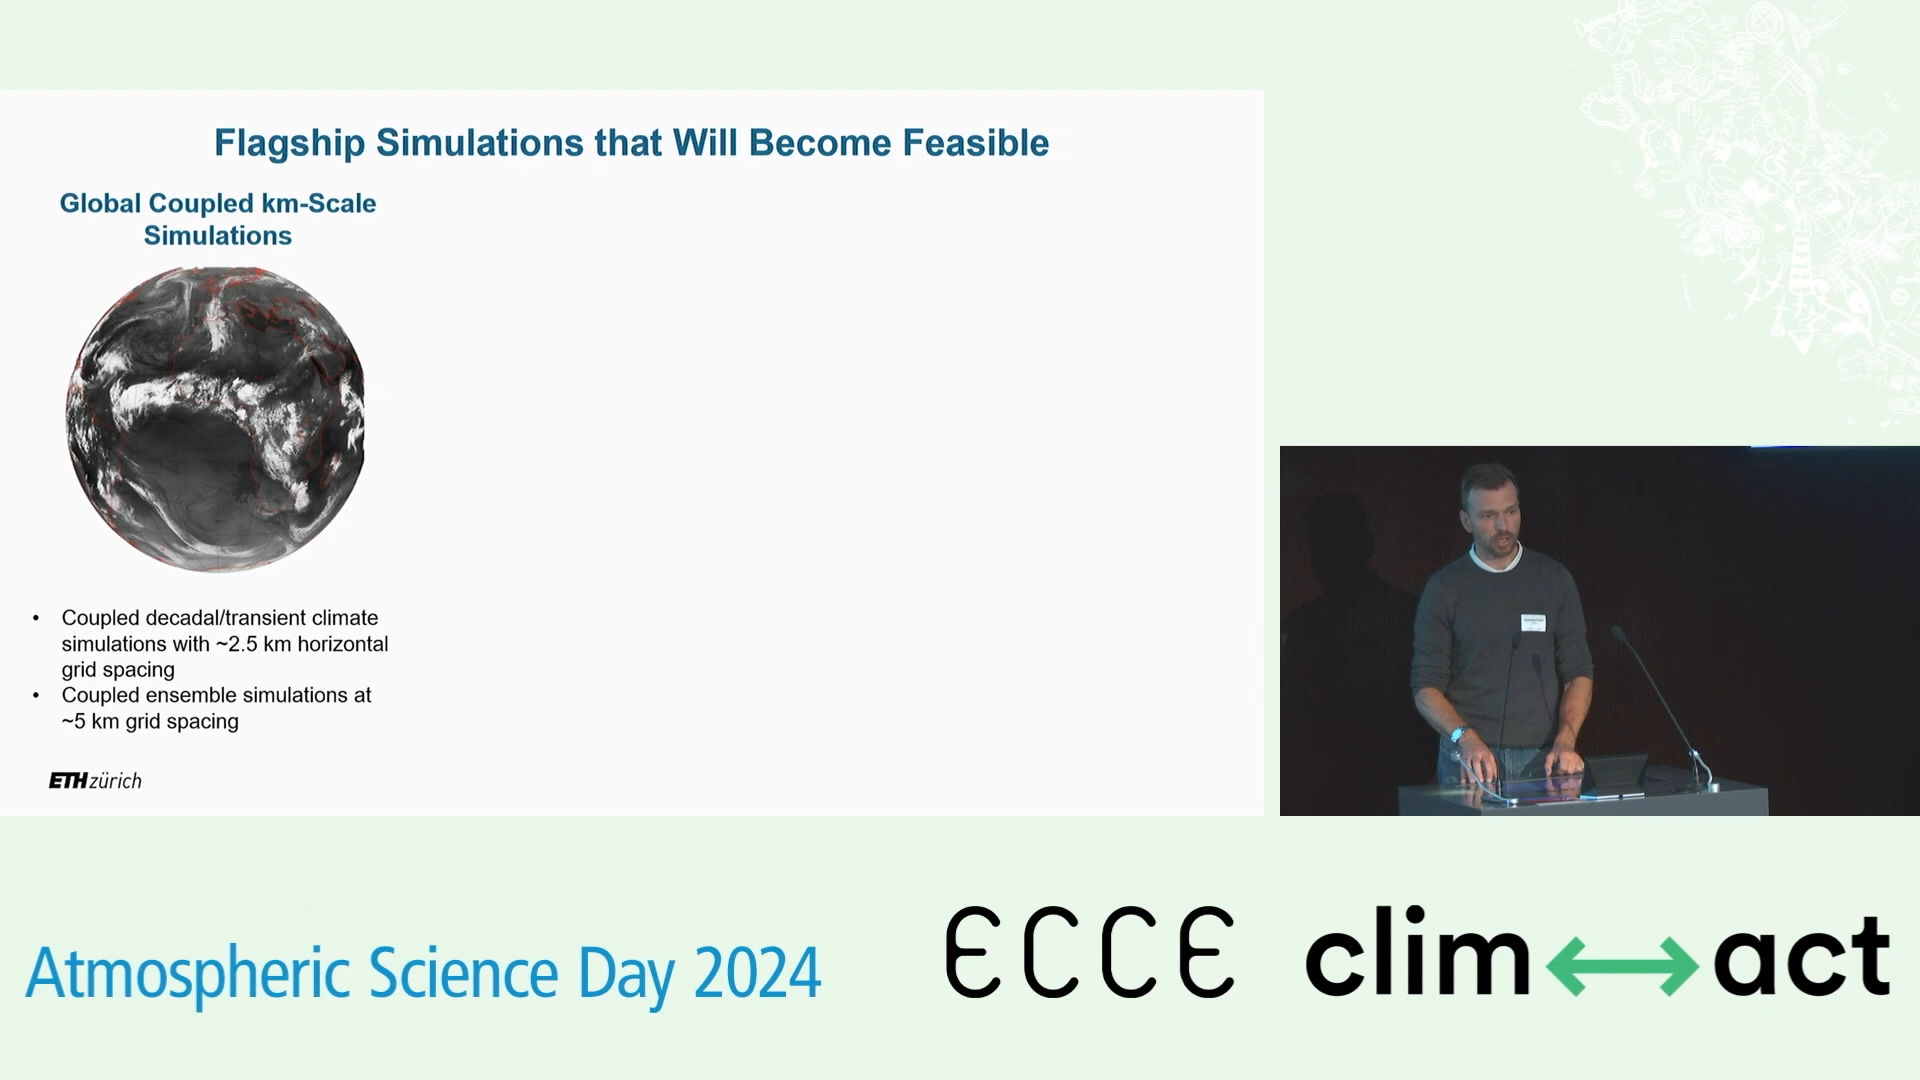 Flagship Simulations that Will Become Feasible
Global Coupled km-Scale
Simulations
• Coupled decadal/transient climate
simulations with ~2.5 km horizontal
grid spacing
• Coupled ensemble simulations at
~5 km grid spacing
ETH zürich
Atmospheric Science Day 2024
ECCE
clim act